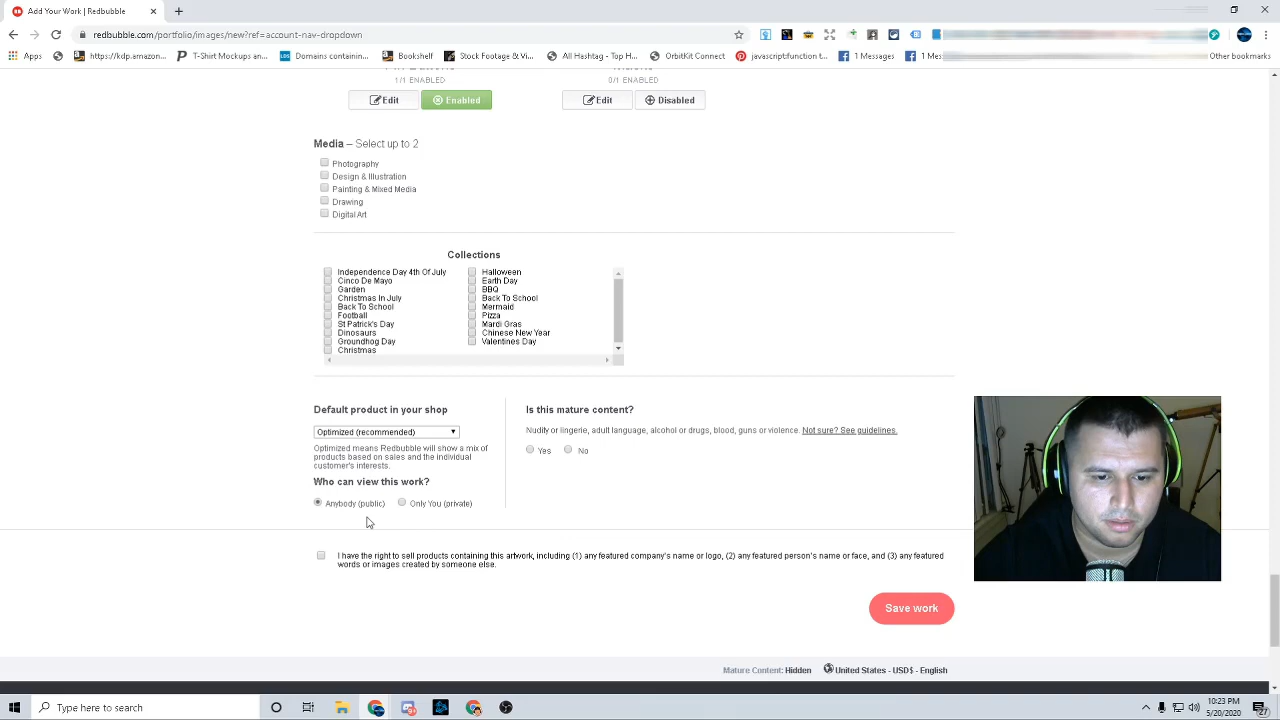 Add Your Work | Redbubble
redbubble.com/portfolio/images/new?ref=account-nav-dropdown
Apps https://kdp.amazon... T-Shirt Mockups an... Domains containing... Bookshelf Stock Footage & Vi... All Hashtag - Top H... OrbitKit Connect javascript:function t... 1 Messages 1 Mes Other bookmarks
1/1 ENABLED 0/1 ENABLED
Edit Enabled Edit Disabled
Media – Select up to 2
Photography
Design & Illustration
Painting & Mixed Media
Drawing
Digital Art
Collections
Independence Day 4th Of July Halloween
Cinco De Mayo Earth Day
Garden BBQ
Christmas In July Back To School
Back To School Mermaid
Football Pizza
St Patrick's Day Mardi Gras
Dinosaurs Chinese New Year
Groundhog Day Valentines Day
Christmas
Default product in your shop Is this mature content?
Optimized (recommended) Nudity or lingerie, adult language, alcohol or drugs, blood, guns or violence. Not sure? See guidelines.
Optimized means Redbubble will show a mix of Yes No
products based on sales and the individual
customer's interests.
Who can view this work?
Anybody (public) Only You (private)
I have the right to sell products containing this artwork, including (1) any featured company's name or logo, (2) any featured person's name or face, and (3) any featured
words or images created by someone else.
Save work
Mature Content: Hidden United States - USD$ - English
Type here to search
10:23 PM
5/20/2020
27